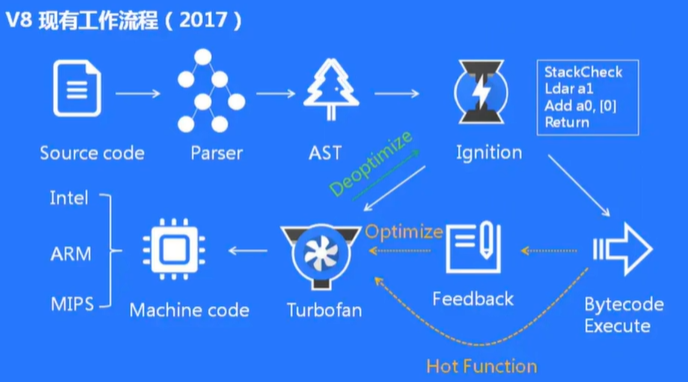 V8 现有工作流程（2017）
StackCheck
Ldar a1
Add a0, [0]
Return
Source code
Parser
AST
Ignition
Deoptimize
Intel
ARM
MIPS
Machine code
Turbofan
Optimize
Feedback
Bytecode
Execute
Hot Function